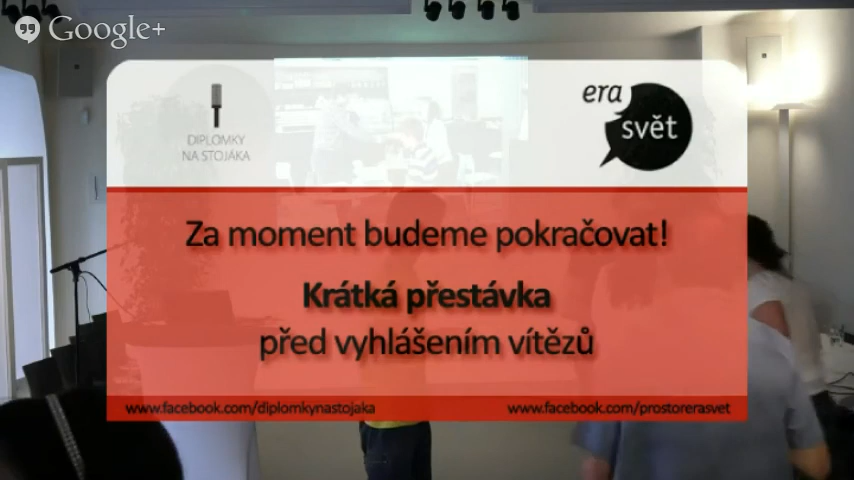 Google+
DIPLOMKY
NA STOJÁKA
era
svět
Za moment budeme pokračovat!
Krátká přestávka
před vyhlášením vítězů
www.facebook.com/diplomkynastojaka
www.facebook.com/prostorerasvet